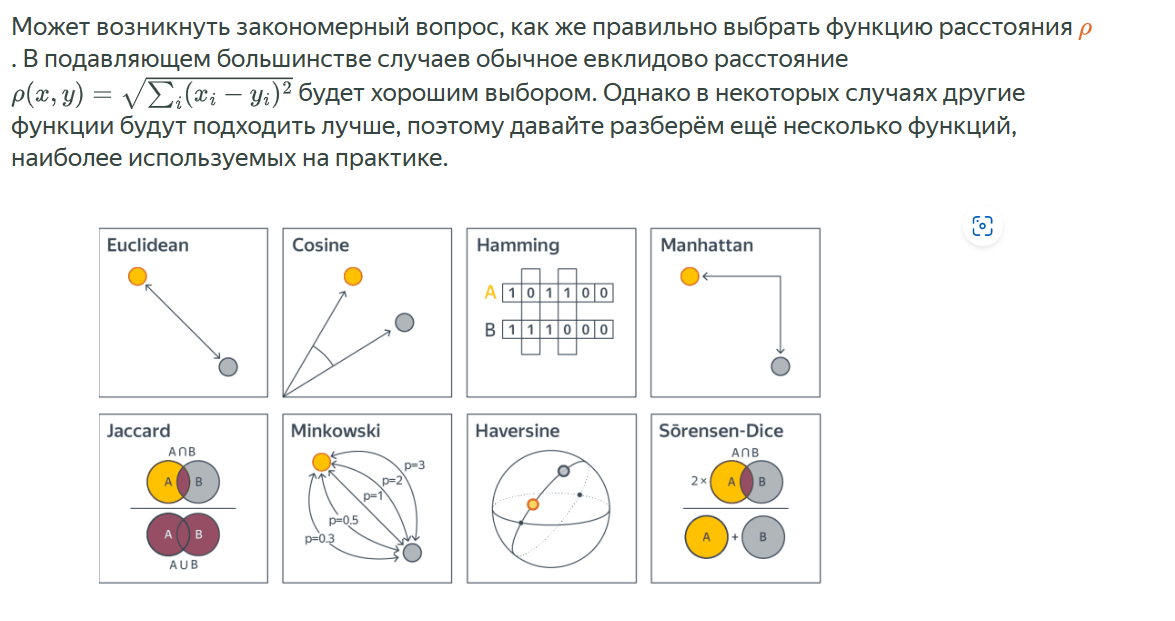 Может возникнуть закономерный вопрос, как же правильно выбрать функцию расстояния ρ
. В подавляющем большинстве случаев обычное евклидово расстояние
ρ(x, y) = √∑ᵢ(xᵢ − yᵢ)² будет хорошим выбором. Однако в некоторых случаях другие
функции будут подходить лучше, поэтому давайте разберём ещё несколько функций,
наиболее используемых на практике.
Euclidean
Cosine
Hamming
A 1 0 1 1 0 0
B 1 1 1 0 0 0
Manhattan
Jaccard
A∩B
A B
A B
A∪B
Minkowski
p=3
p=2
p=1
p=0.5
p=0.3
Haversine
Sōrensen-Dice
A∩B
2× A B
A + B